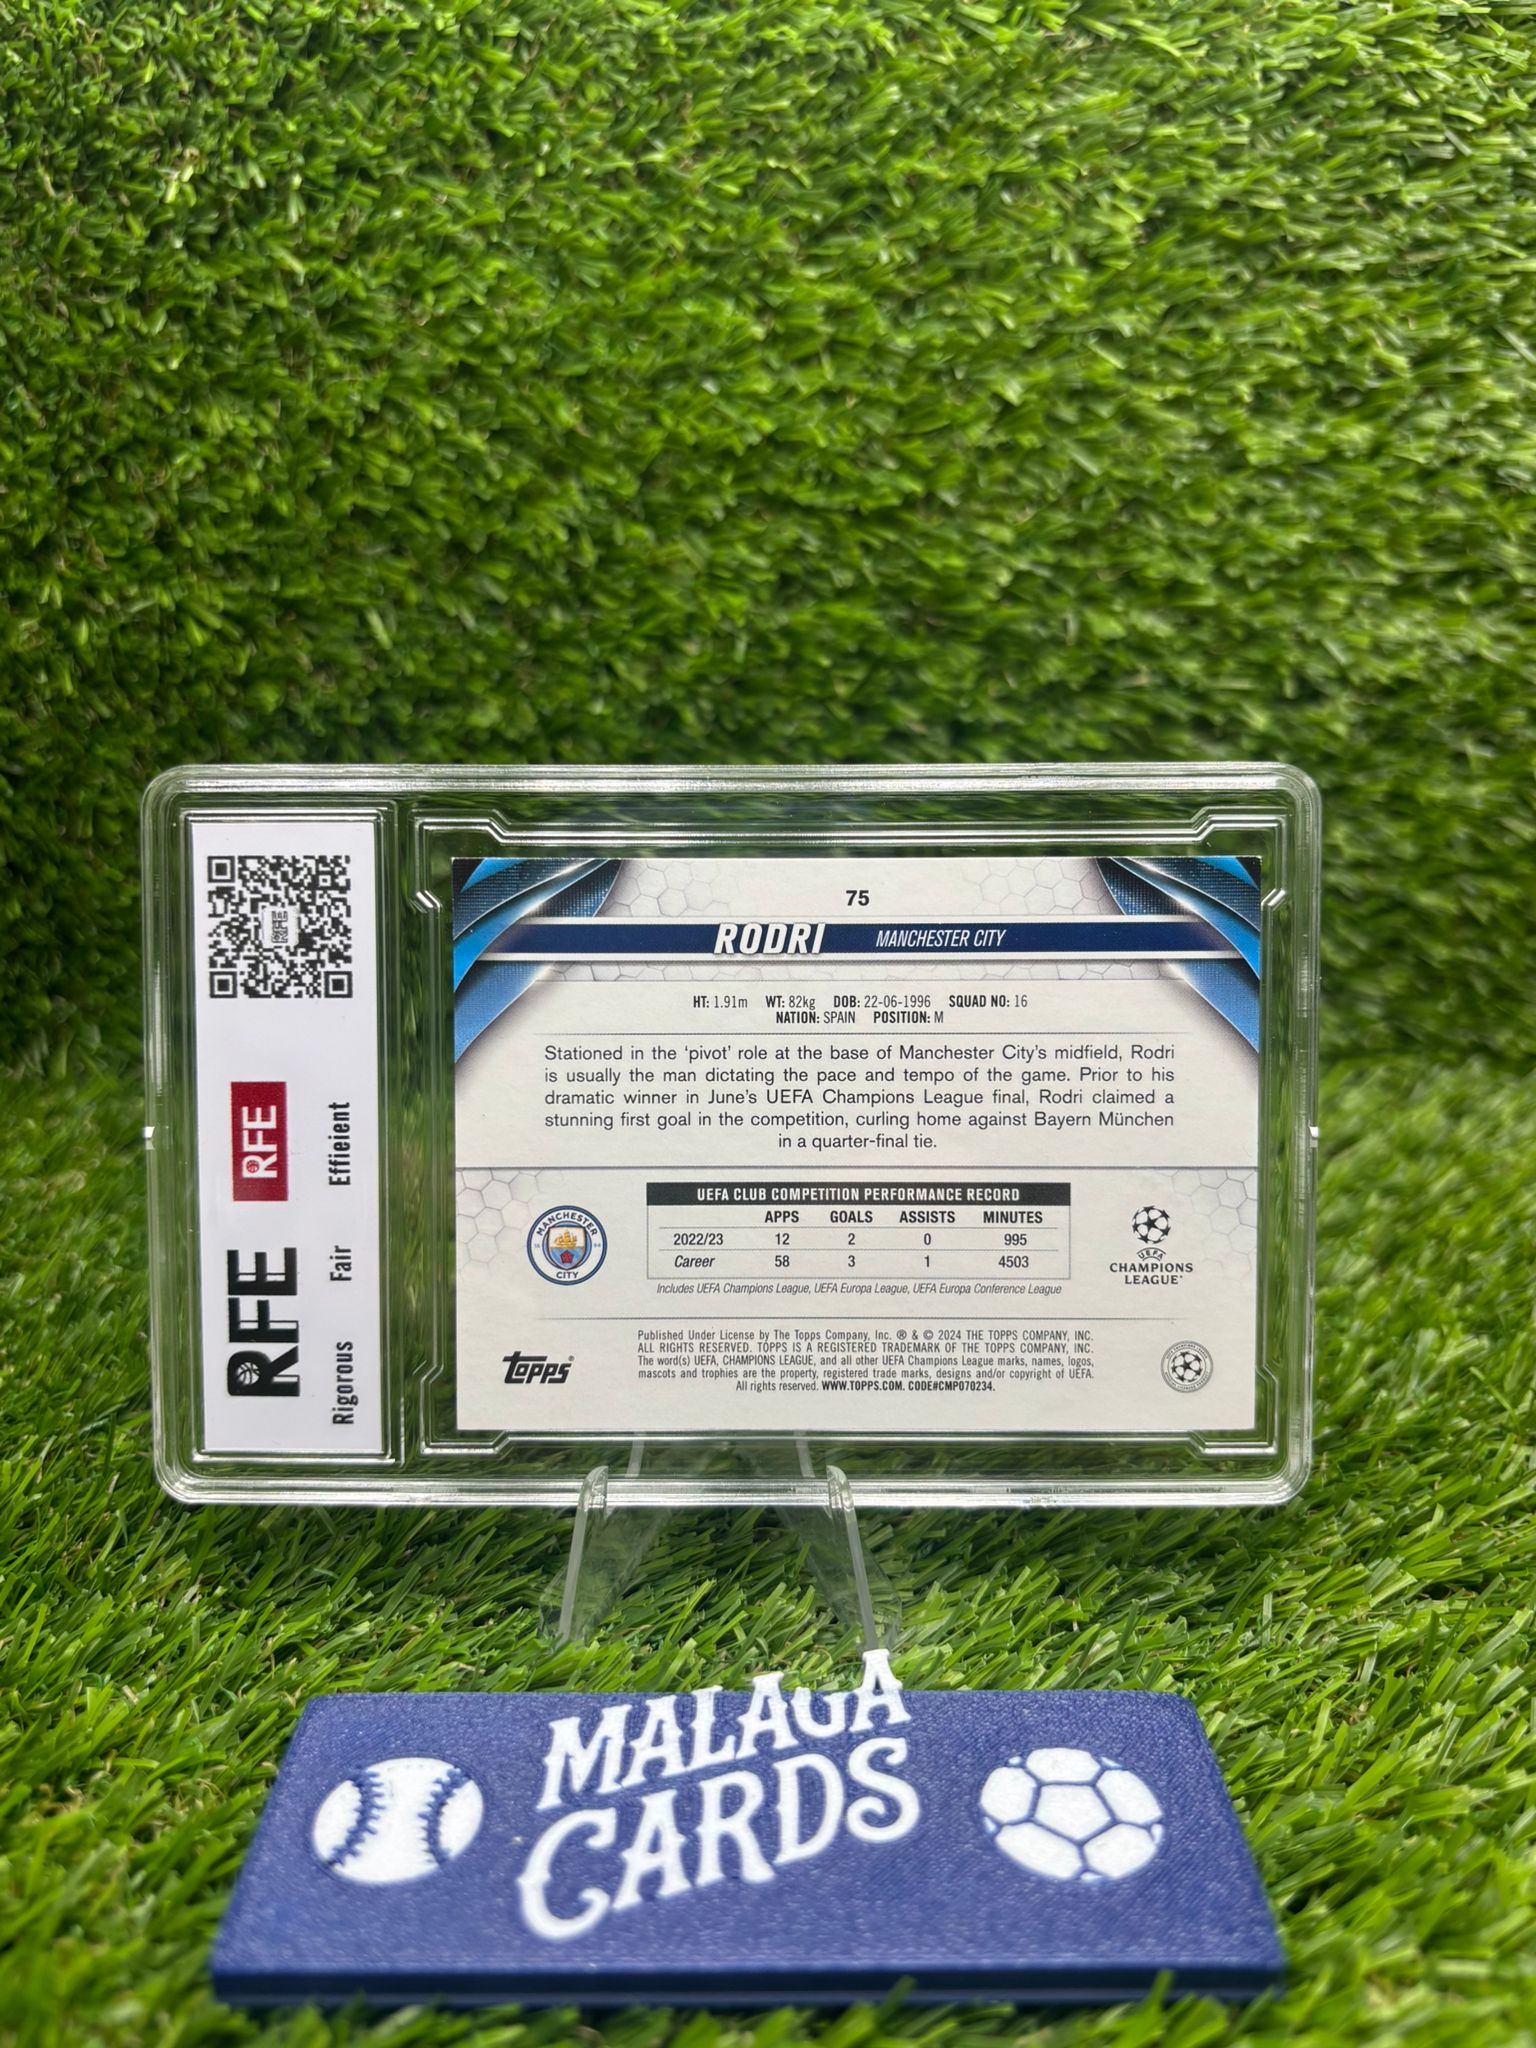 75
RODRI MANCHESTER CITY
HT: 1.91m WT: 82kg DOB: 22-06-1996 SQUAD NO: 16
NATION: SPAIN POSITION: M
Stationed in the ‘pivot’ role at the base of Manchester City’s midfield, Rodri
is usually the man dictating the pace and tempo of the game. Prior to his
dramatic winner in June’s UEFA Champions League final, Rodri claimed a
stunning first goal in the competition, curling home against Bayern München
in a quarter-final tie.
UEFA CLUB COMPETITION PERFORMANCE RECORD
APPS GOALS ASSISTS MINUTES
2022/23 12 2 0 995
Career 58 3 1 4503
Includes UEFA Champions League, UEFA Europa League, UEFA Europa Conference League
MANCHESTER
CITY
UEFA
CHAMPIONS
LEAGUE®
Published Under License by The Topps Company, Inc. ® & © 2024 THE TOPPS COMPANY, INC.
ALL RIGHTS RESERVED. TOPPS IS A REGISTERED TRADEMARK OF THE TOPPS COMPANY, INC.
The word(s) UEFA, CHAMPIONS LEAGUE, and all other UEFA Champions League marks, names, logos,
mascots and trophies are the property, registered trade marks, designs and/or copyright of UEFA.
All rights reserved. WWW.TOPPS.COM. CODE#CMP070234.
topps®
RFE
RFE
RFE
Rigorous Fair Effieient
MALAGA
CARDS